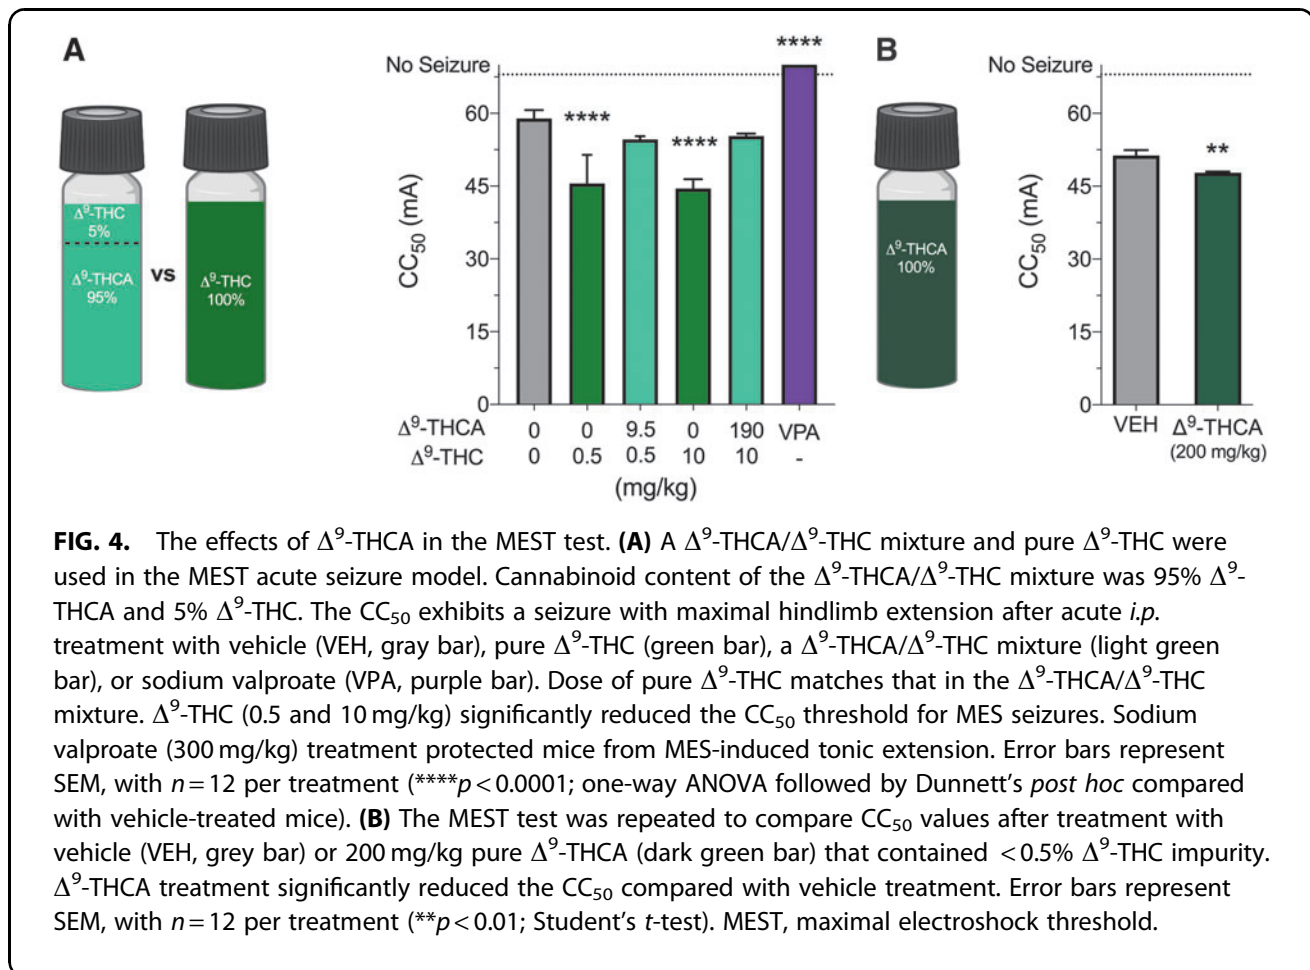 A
Δ⁹-THC
5%
Δ⁹-THCA
95%
vs
Δ⁹-THC
100%
No Seizure
60
45
30
15
0
CC₅₀ (mA)
****
****
****
Δ⁹-THCA 0 0 9.5 0 190 VPA
Δ⁹-THC 0 0.5 0.5 10 10 -
(mg/kg)
B
Δ⁹-THCA
100%
No Seizure
60
45
30
15
0
CC₅₀ (mA)
**
VEH Δ⁹-THCA
(200 mg/kg)
FIG. 4. The effects of Δ⁹-THCA in the MEST test. (A) A Δ⁹-THCA/Δ⁹-THC mixture and pure Δ⁹-THC were
used in the MEST acute seizure model. Cannabinoid content of the Δ⁹-THCA/Δ⁹-THC mixture was 95% Δ⁹-
THCA and 5% Δ⁹-THC. The CC₅₀ exhibits a seizure with maximal hindlimb extension after acute i.p.
treatment with vehicle (VEH, gray bar), pure Δ⁹-THC (green bar), a Δ⁹-THCA/Δ⁹-THC mixture (light green
bar), or sodium valproate (VPA, purple bar). Dose of pure Δ⁹-THC matches that in the Δ⁹-THCA/Δ⁹-THC
mixture. Δ⁹-THC (0.5 and 10 mg/kg) significantly reduced the CC₅₀ threshold for MES seizures. Sodium
valproate (300 mg/kg) treatment protected mice from MES-induced tonic extension. Error bars represent
SEM, with n = 12 per treatment (****p < 0.0001; one-way ANOVA followed by Dunnett's post hoc compared
with vehicle-treated mice). (B) The MEST test was repeated to compare CC₅₀ values after treatment with
vehicle (VEH, grey bar) or 200 mg/kg pure Δ⁹-THCA (dark green bar) that contained <0.5% Δ⁹-THC impurity.
Δ⁹-THCA treatment significantly reduced the CC₅₀ compared with vehicle treatment. Error bars represent
SEM, with n = 12 per treatment (**p < 0.01; Student's t-test). MEST, maximal electroshock threshold.